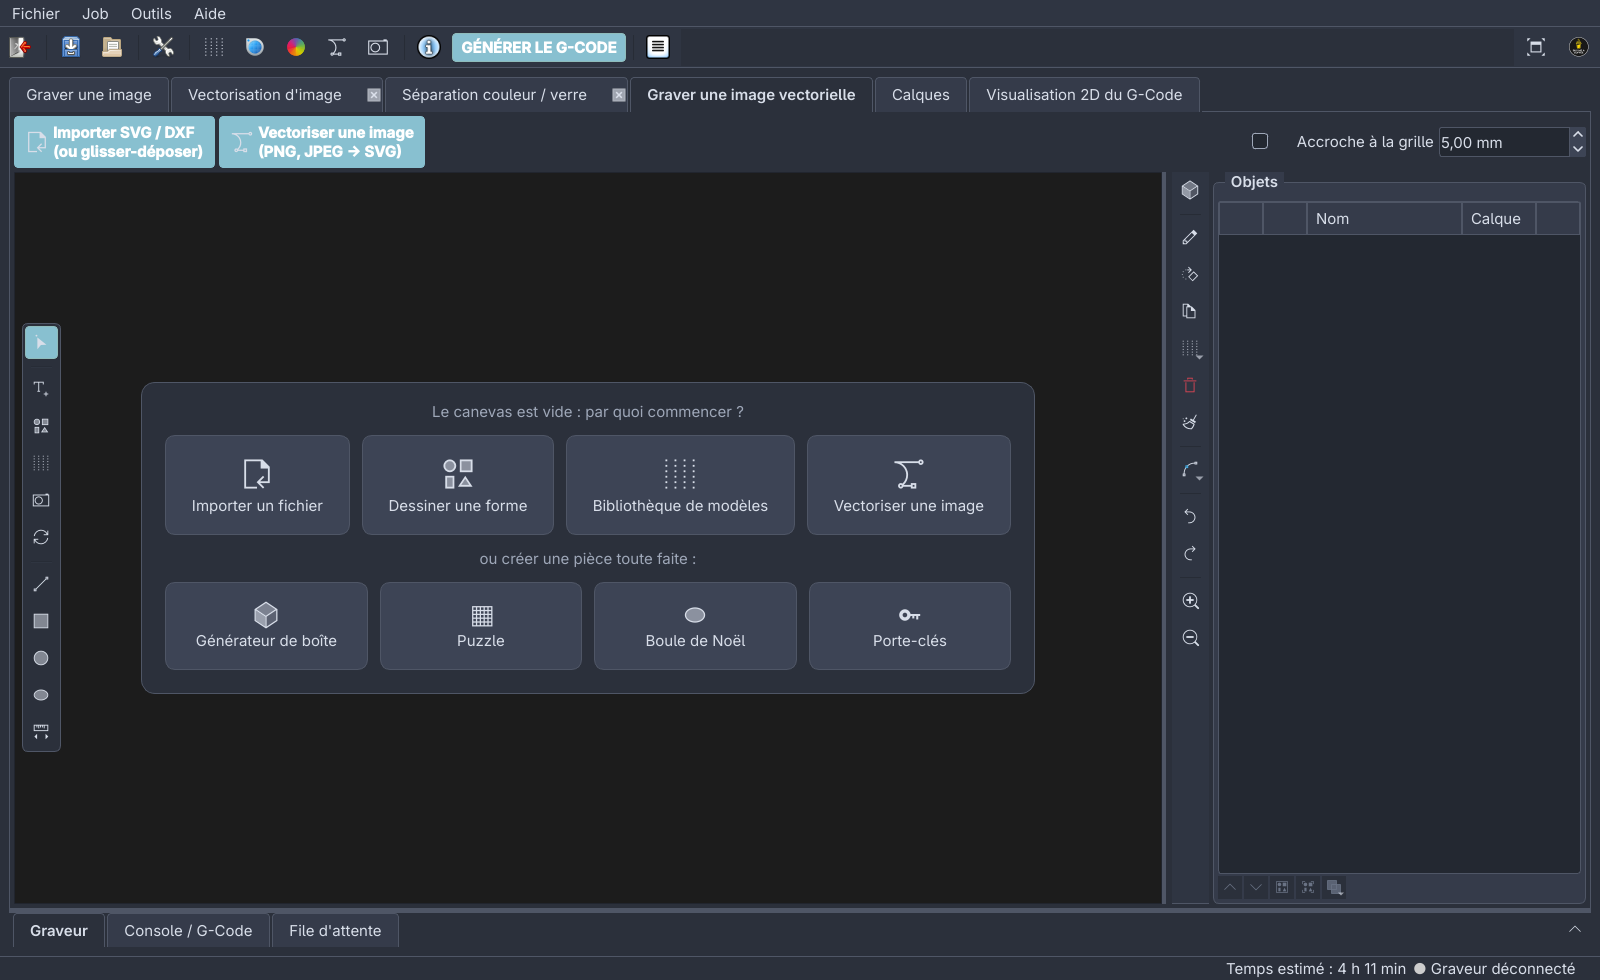 Fichier Job Outils Aide
GÉNÉRER LE G-CODE
Graver une image Vectorisation d'image Séparation couleur / verre Graver une image vectorielle Calques Visualisation 2D du G-Code
Importer SVG / DXF
(ou glisser-déposer)
Vectoriser une image
(PNG, JPEG → SVG)
Accroche à la grille 5,00 mm
Objets
Nom Calque
Le canevas est vide : par quoi commencer ?
Importer un fichier Dessiner une forme Bibliothèque de modèles Vectoriser une image
ou créer une pièce toute faite :
Générateur de boîte Puzzle Boule de Noël Porte-clés
Graveur Console / G-Code File d'attente
Temps estimé : 4 h 11 min Graveur déconnecté